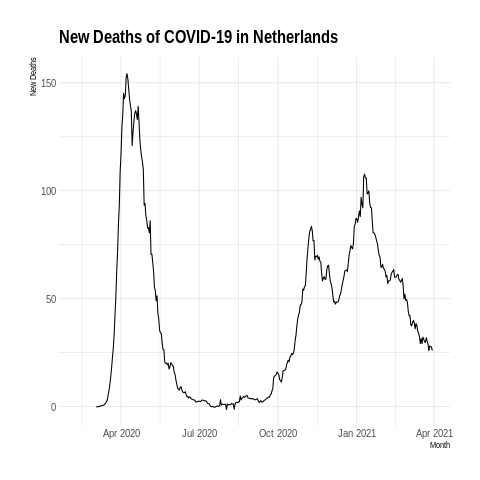 New Deaths of COVID-19 in Netherlands
New Deaths
150
100
50
0
Apr 2020
Jul 2020
Oct 2020
Jan 2021
Apr 2021
Month